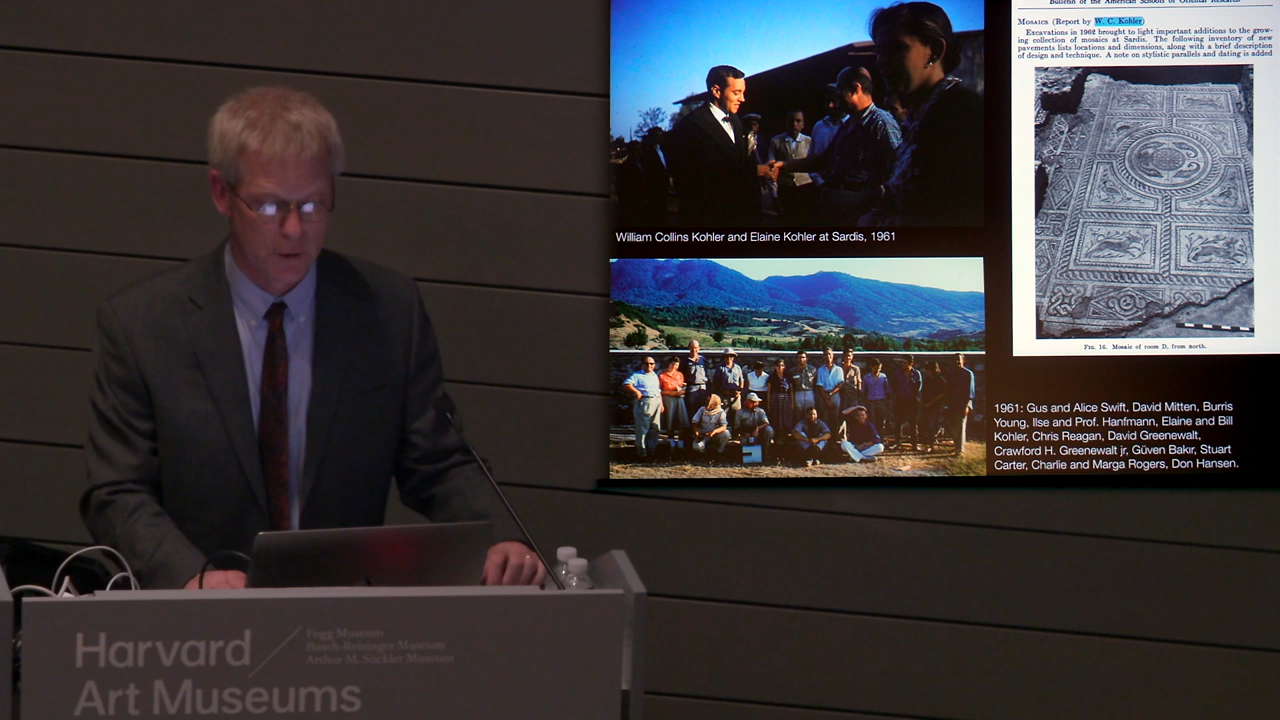 Bulletin of the American Schools of Oriental Research
Mosaics (Report by W. C. Kohler)
Excavations in 1962 brought to light important additions to the grow-
ing collection of mosaics at Sardis. The following inventory of new
pavements lists locations and dimensions, along with a brief description
of design and technique. A note on stylistic parallels and dating is added
Fig. 16. Mosaic of room D, from north.
William Collins Kohler and Elaine Kohler at Sardis, 1961
1961: Gus and Alice Swift, David Mitten, Burris
Young, Ilse and Prof. Hanfmann, Elaine and Bill
Kohler, Chris Reagan, David Greenewalt,
Crawford H. Greenewalt jr, Güven Bakır, Stuart
Carter, Charlie and Marga Rogers, Don Hansen.
Harvard
Art Museums
Fogg Museum
Busch-Reisinger Museum
Arthur M. Sackler Museum